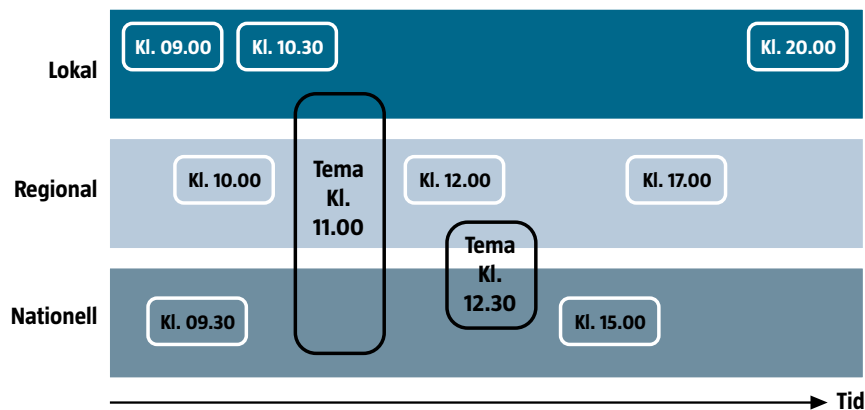 Lokal
Kl. 09.00
Kl. 10.30
Kl. 20.00
Regional
Kl. 10.00
Tema
Kl.
11.00
Kl. 12.00
Kl. 17.00
Nationell
Kl. 09.30
Tema
Kl.
12.30
Kl. 15.00
Tid